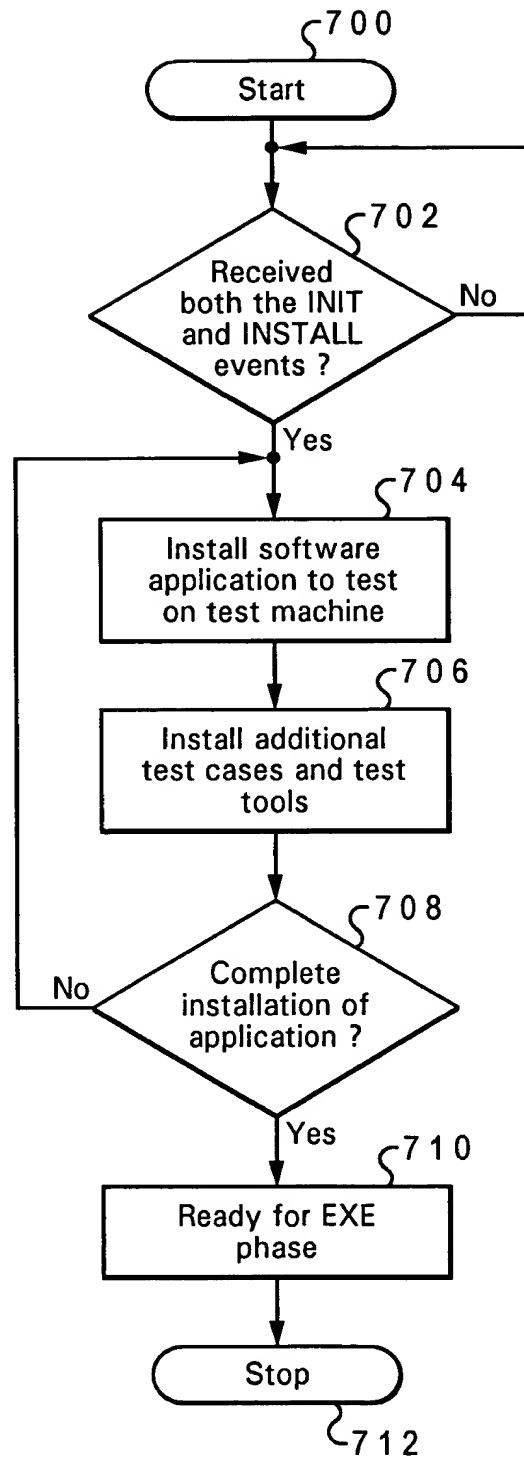 700
Start
702
Received
both the INIT
and INSTALL
events ?
No
Yes
704
Install software
application to test
on test machine
706
Install additional
test cases and test
tools
708
Complete
installation of
application ?
No
Yes
710
Ready for EXE
phase
Stop
712